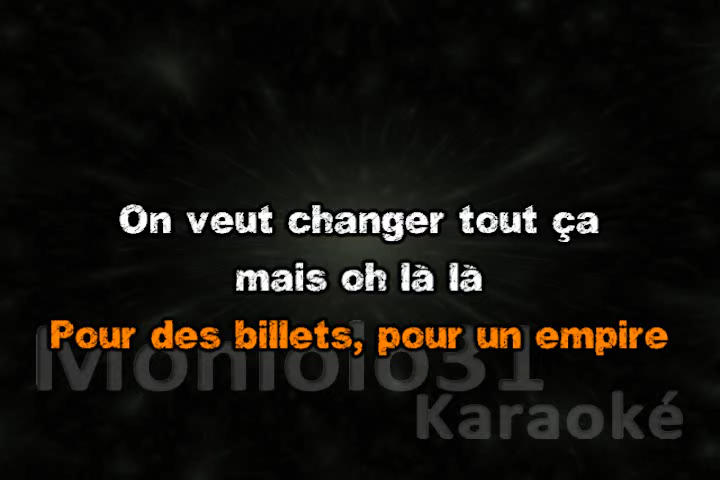 On veut changer tout ça
mais oh là là
Pour des billets, pour un empire
Moniolo31
Karaoké